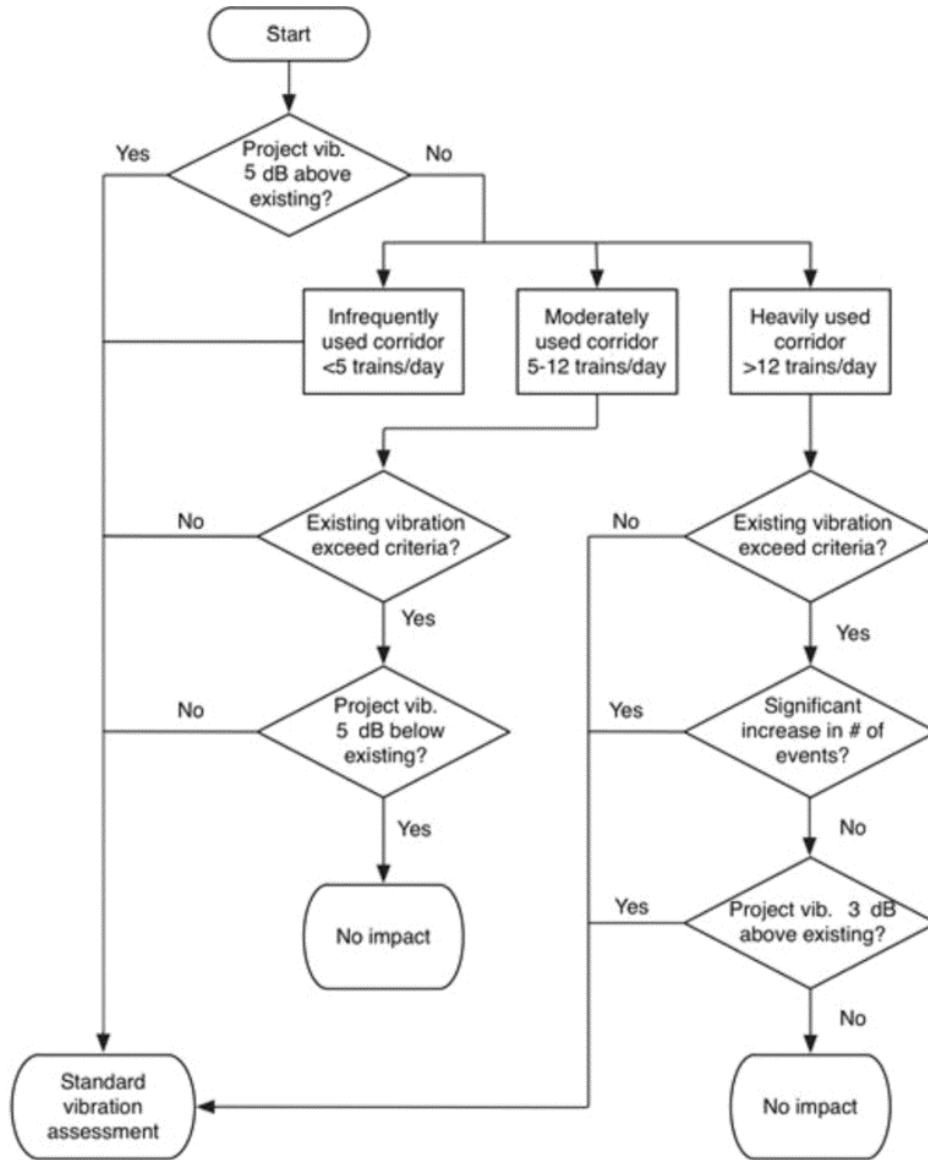 Start
Yes
Project vib.
5 dB above
existing?
No
Infrequently
used corridor
<5 trains/day
Moderately
used corridor
5-12 trains/day
Heavily used
corridor
>12 trains/day
No
Existing vibration
exceed criteria?
No
Existing vibration
exceed criteria?
Yes
Yes
No
Project vib.
5 dB below
existing?
Yes
Significant
increase in # of
events?
Yes
No
No impact
Yes
Project vib. 3 dB
above existing?
No
Standard
vibration
assessment
No impact